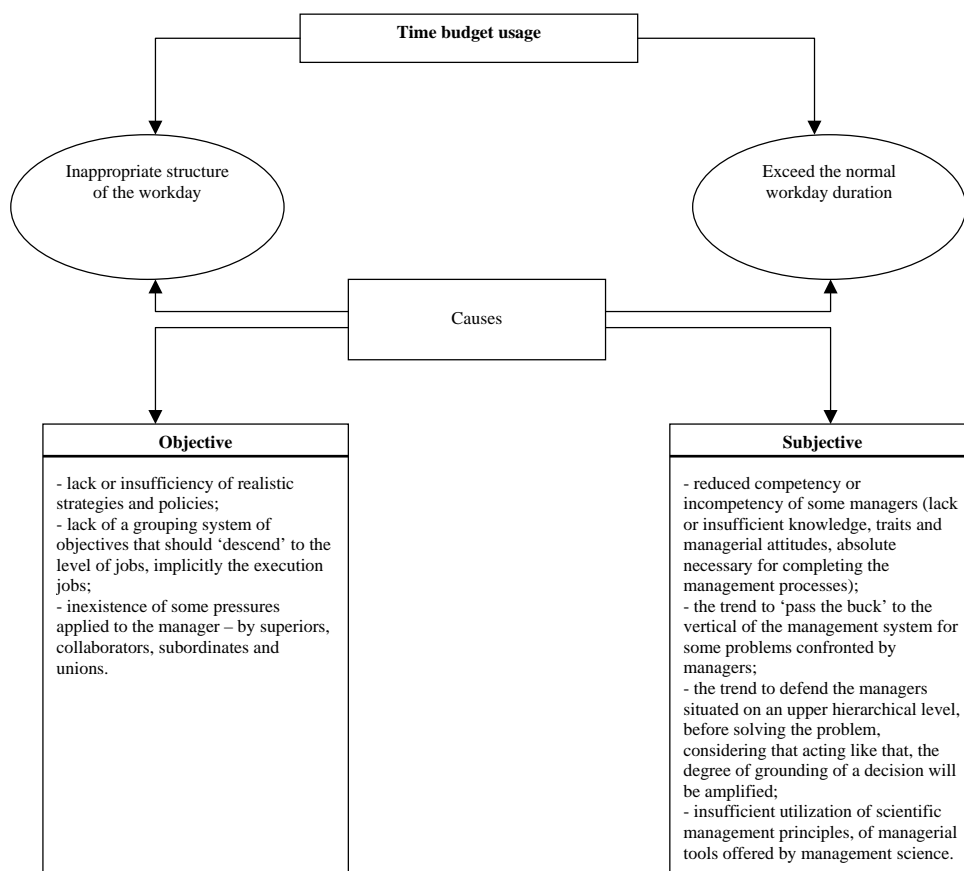 Time budget usage
Inappropriate structure
of the workday
Exceed the normal
workday duration
Causes
Objective
- lack or insufficiency of realistic
strategies and policies;
- lack of a grouping system of
objectives that should ‘descend’ to the
level of jobs, implicitly the execution
jobs;
- inexistence of some pressures
applied to the manager – by superiors,
collaborators, subordinates and
unions.
Subjective
- reduced competency or
incompetency of some managers (lack
or insufficient knowledge, traits and
managerial attitudes, absolute
necessary for completing the
management processes);
- the trend to ‘pass the buck’ to the
vertical of the management system for
some problems confronted by
managers;
- the trend to defend the managers
situated on an upper hierarchical level,
before solving the problem,
considering that acting like that, the
degree of grounding of a decision will
be amplified;
- insufficient utilization of scientific
management principles, of managerial
tools offered by management science.